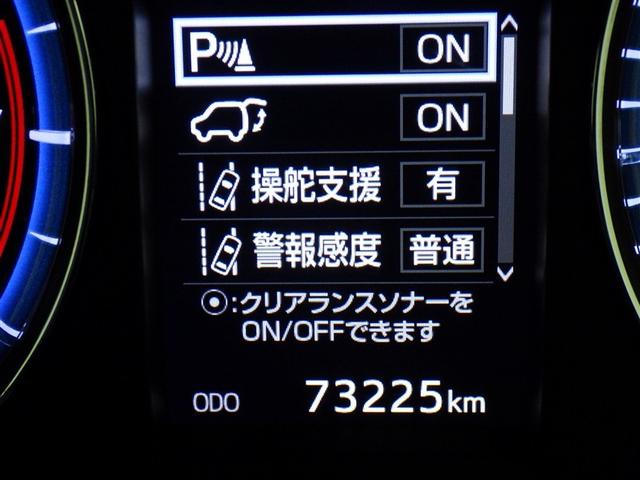 P ON
ON
操舵支援 有
警報感度 普通
⦿:クリアランスソナーを
ON/OFFできます
ODO 73225km